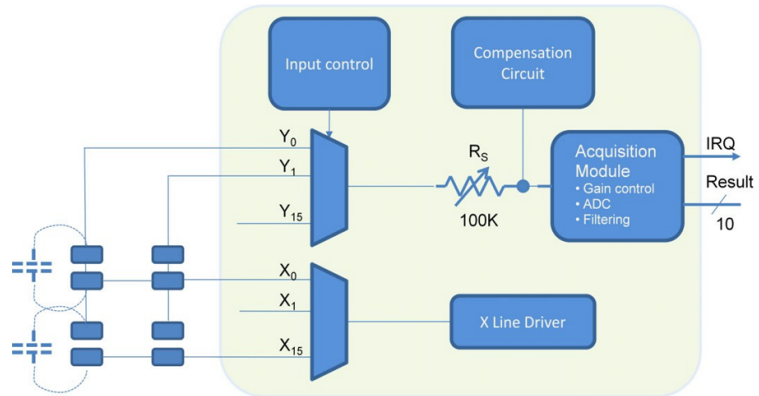 Input control
Compensation
Circuit
Y0
Y1
Y15
RS
100K
Acquisition
Module
• Gain control
• ADC
• Filtering
IRQ
Result
10
X0
X1
X15
X Line Driver